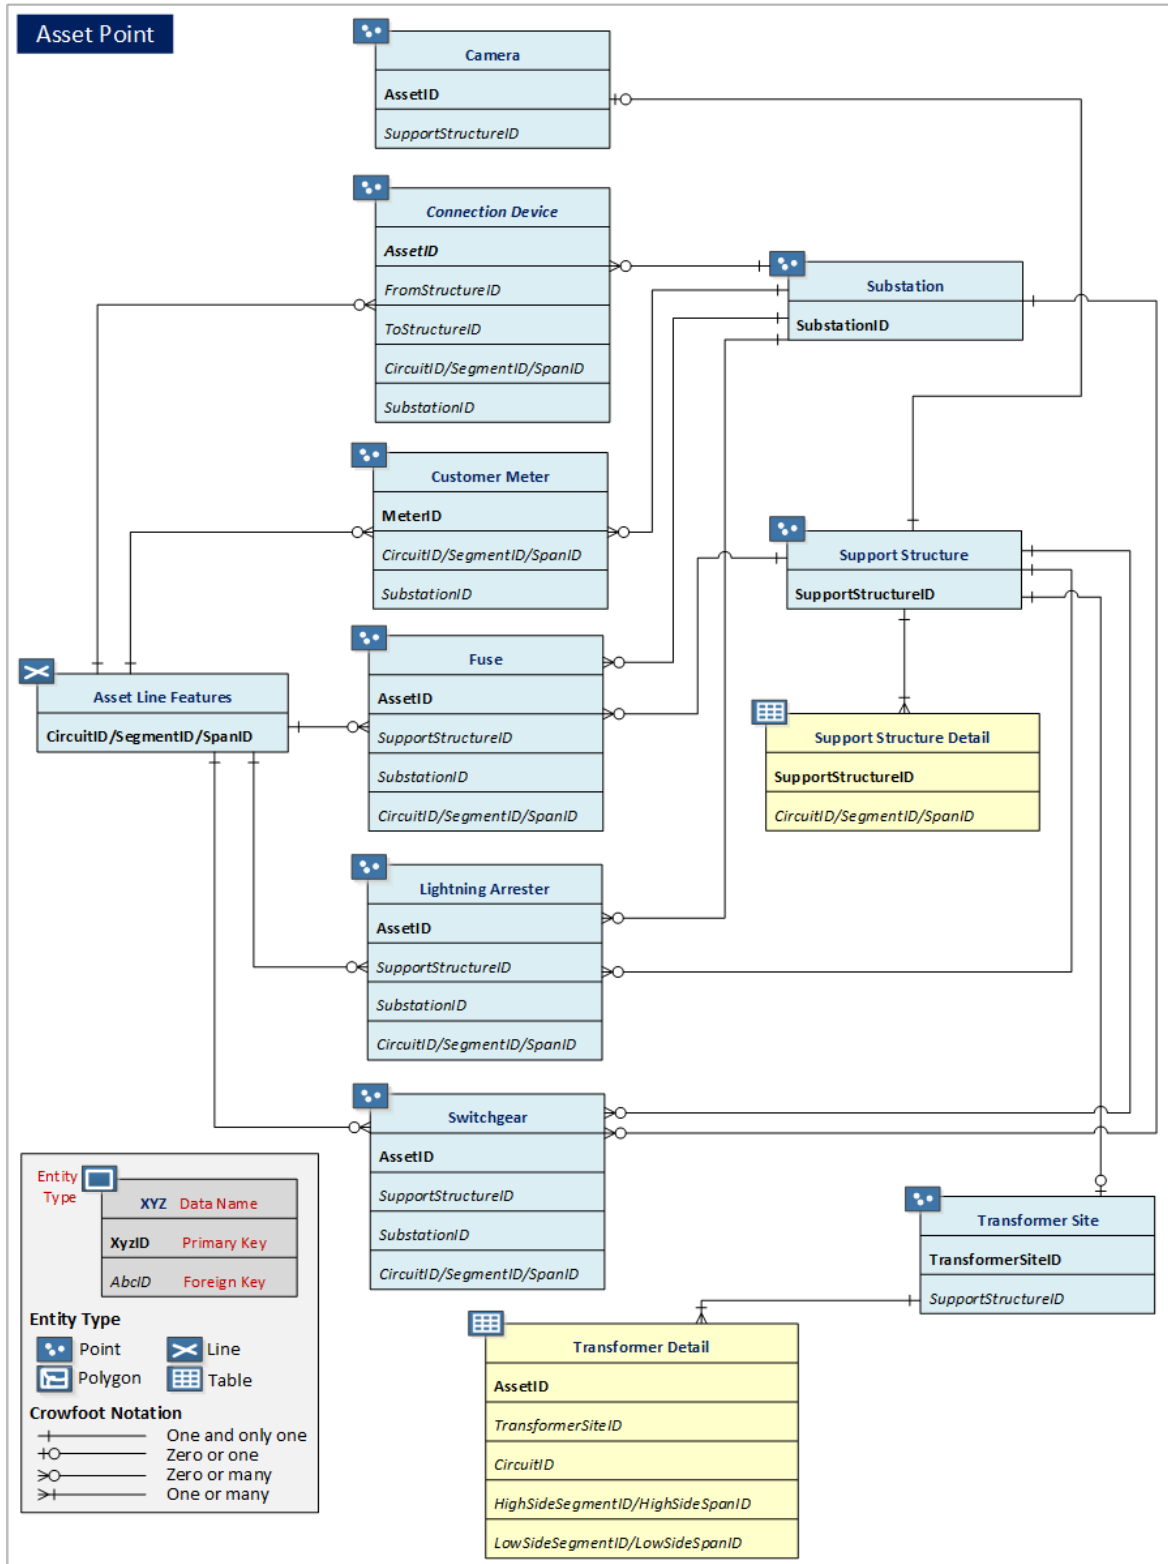 Asset Point
Camera
AssetID
SupportStructureID
Connection Device
AssetID
FromStructureID
ToStructureID
CircuitID/SegmentID/SpanID
SubstationID
Substation
SubstationID
Customer Meter
MeterID
CircuitID/SegmentID/SpanID
SubstationID
Support Structure
SupportStructureID
Fuse
AssetID
SupportStructureID
SubstationID
CircuitID/SegmentID/SpanID
Asset Line Features
CircuitID/SegmentID/SpanID
Support Structure Detail
SupportStructureID
CircuitID/SegmentID/SpanID
Lightning Arrester
AssetID
SupportStructureID
SubstationID
CircuitID/SegmentID/SpanID
Switchgear
AssetID
SupportStructureID
SubstationID
CircuitID/SegmentID/SpanID
Transformer Site
TransformerSiteID
SupportStructureID
Transformer Detail
AssetID
TransformerSiteID
CircuitID
HighSideSegmentID/HighSideSpanID
LowSideSegmentID/LowSideSpanID
Entity
Type
XYZ Data Name
XyzID Primary Key
AbcID Foreign Key
Entity Type
Point
Line
Polygon
Table
Crowfoot Notation
One and only one
Zero or one
Zero or many
One or many